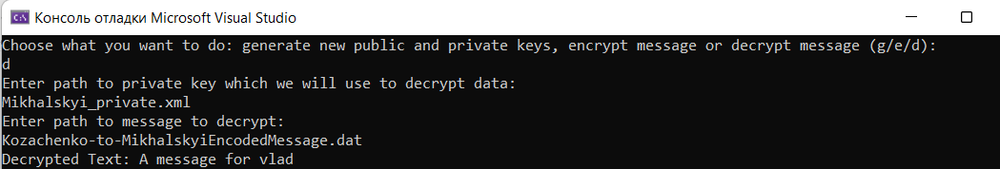 Консоль отладки Microsoft Visual Studio
Choose what you want to do: generate new public and private keys, encrypt message or decrypt message (g/e/d):
d
Enter path to private key which we will use to decrypt data:
Mikhalskyi_private.xml
Enter path to message to decrypt:
Kozachenko-to-MikhalskyiEncodedMessage.dat
Decrypted Text: A message for vlad